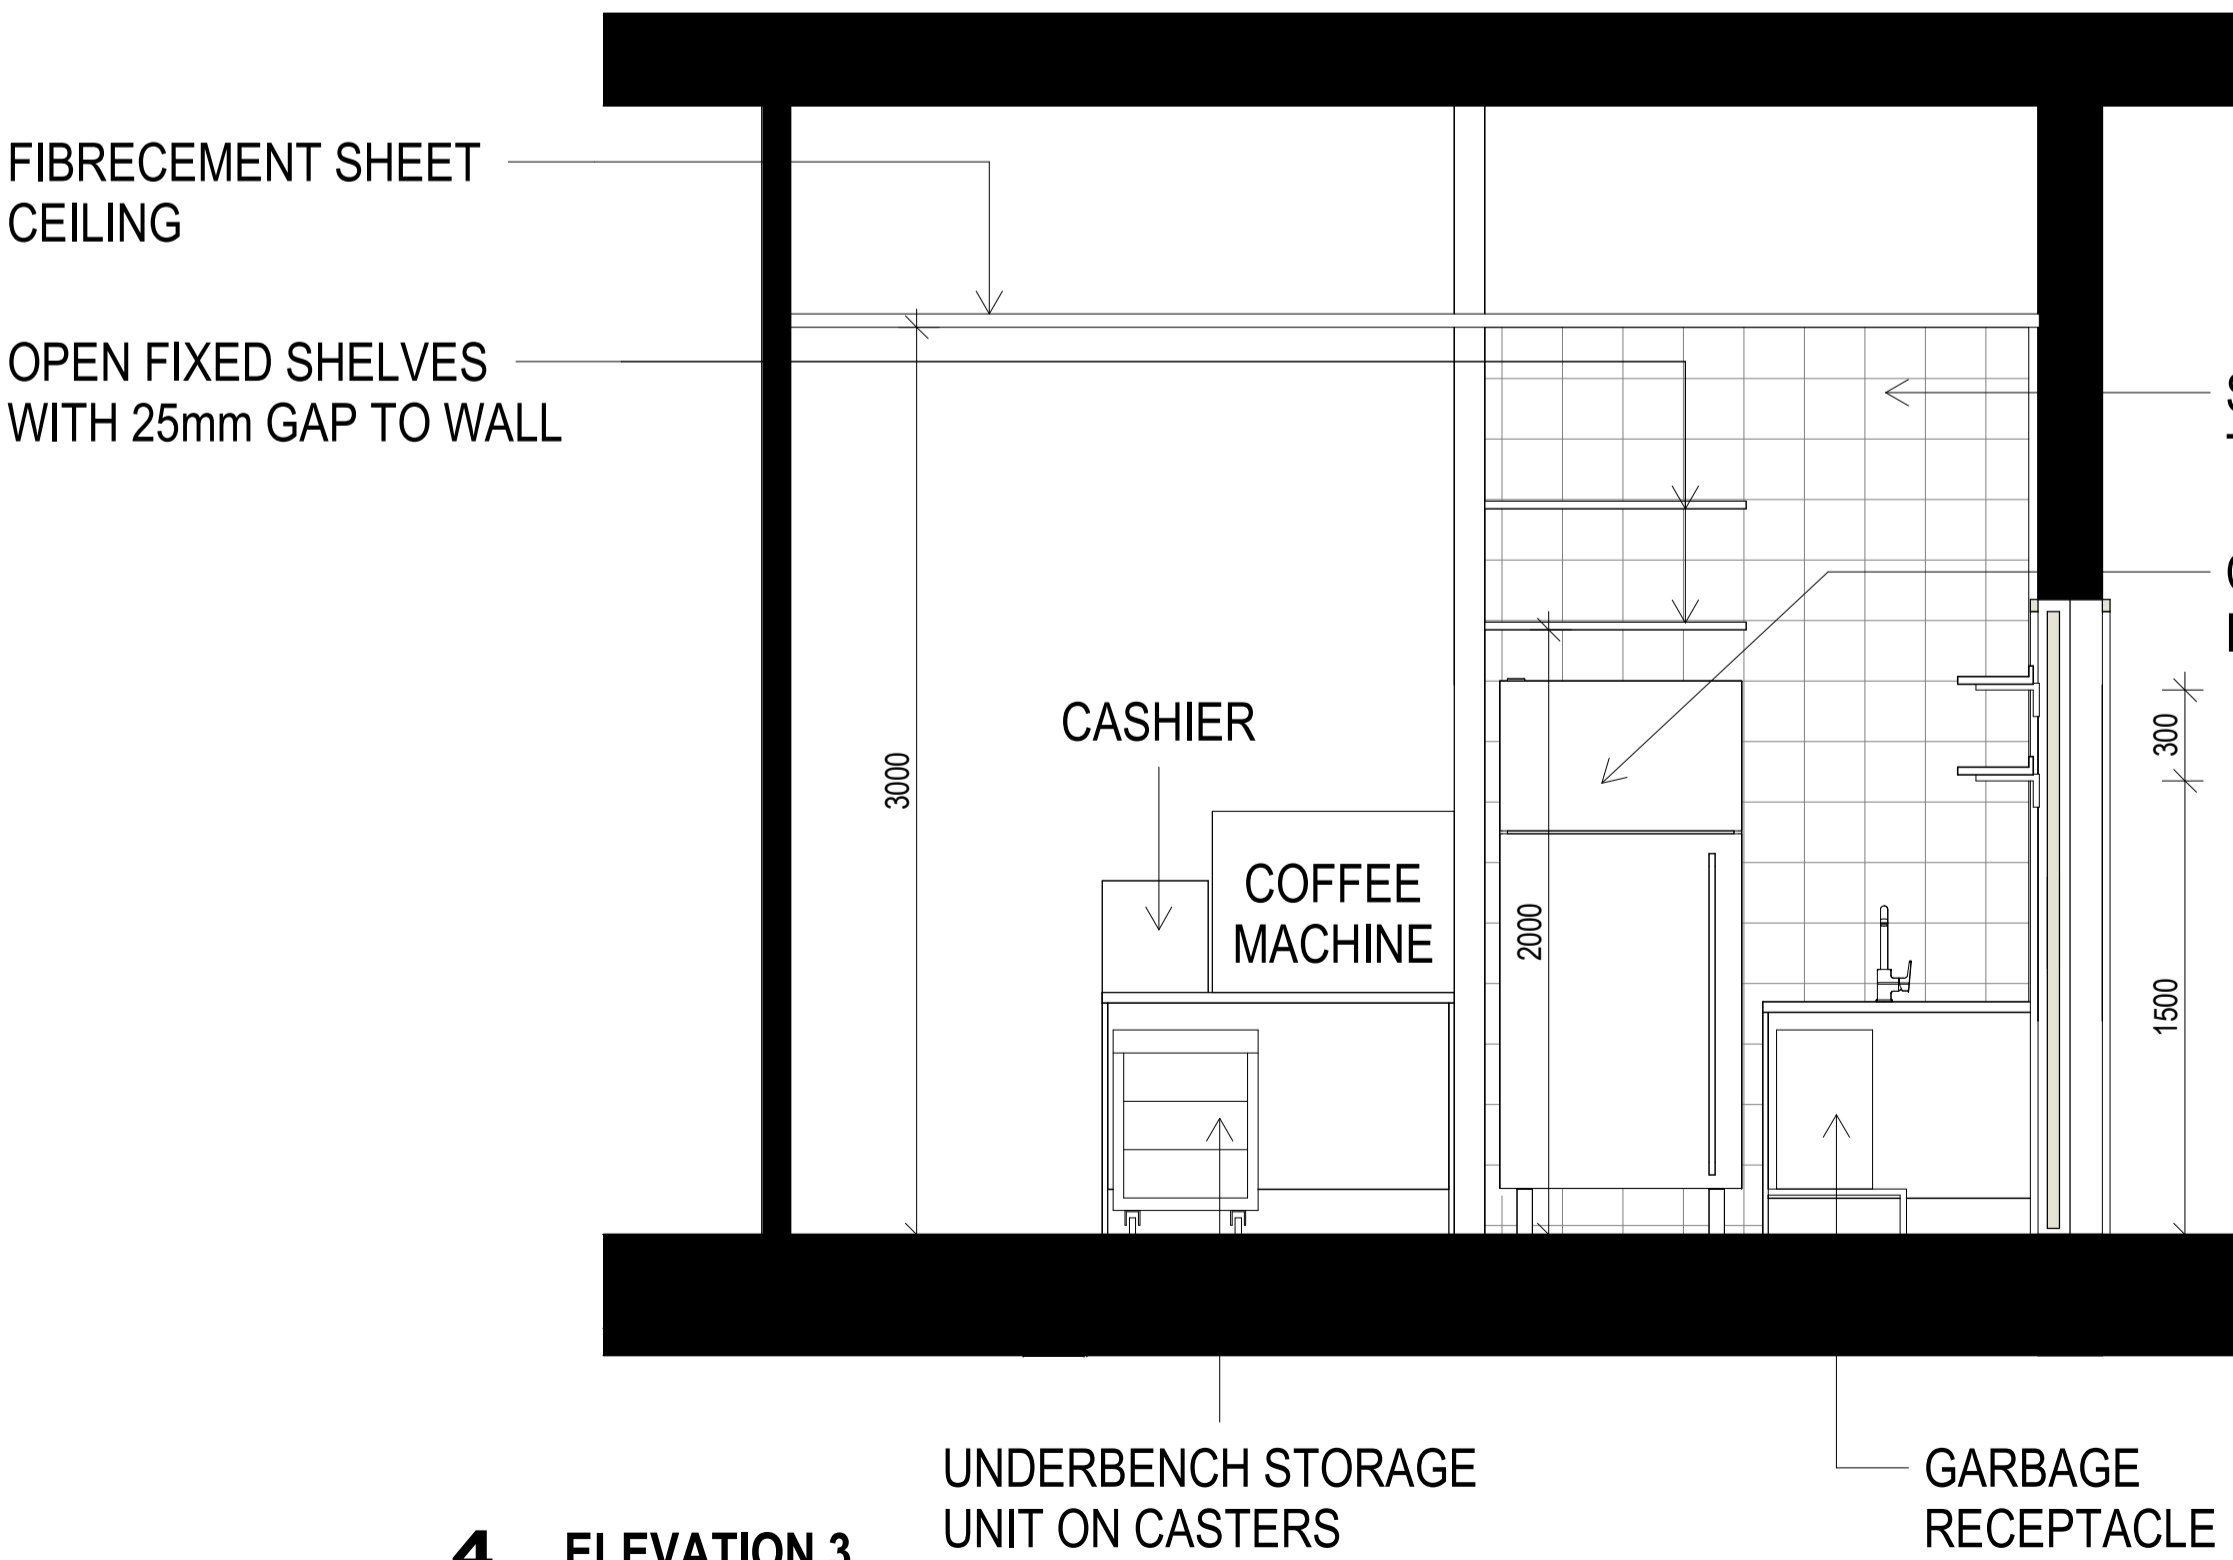 FIBRECEMENT SHEET
CEILING
OPEN FIXED SHELVES
WITH 25mm GAP TO WALL
CASHIER
COFFEE
MACHINE
3000
2000
300
1500
UNDERBENCH STORAGE
UNIT ON CASTERS
GARBAGE
RECEPTACLE
4 ELEVATION 3